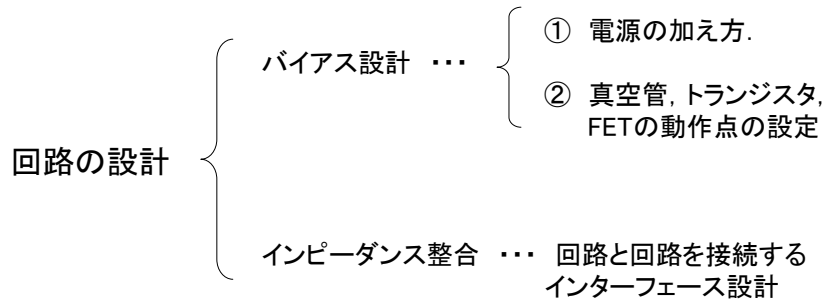 回路の設計
バイアス設計 ・・・
① 電源の加え方.
② 真空管, トランジスタ,
FETの動作点の設定
インピーダンス整合 ・・・ 回路と回路を接続する
インターフェース設計